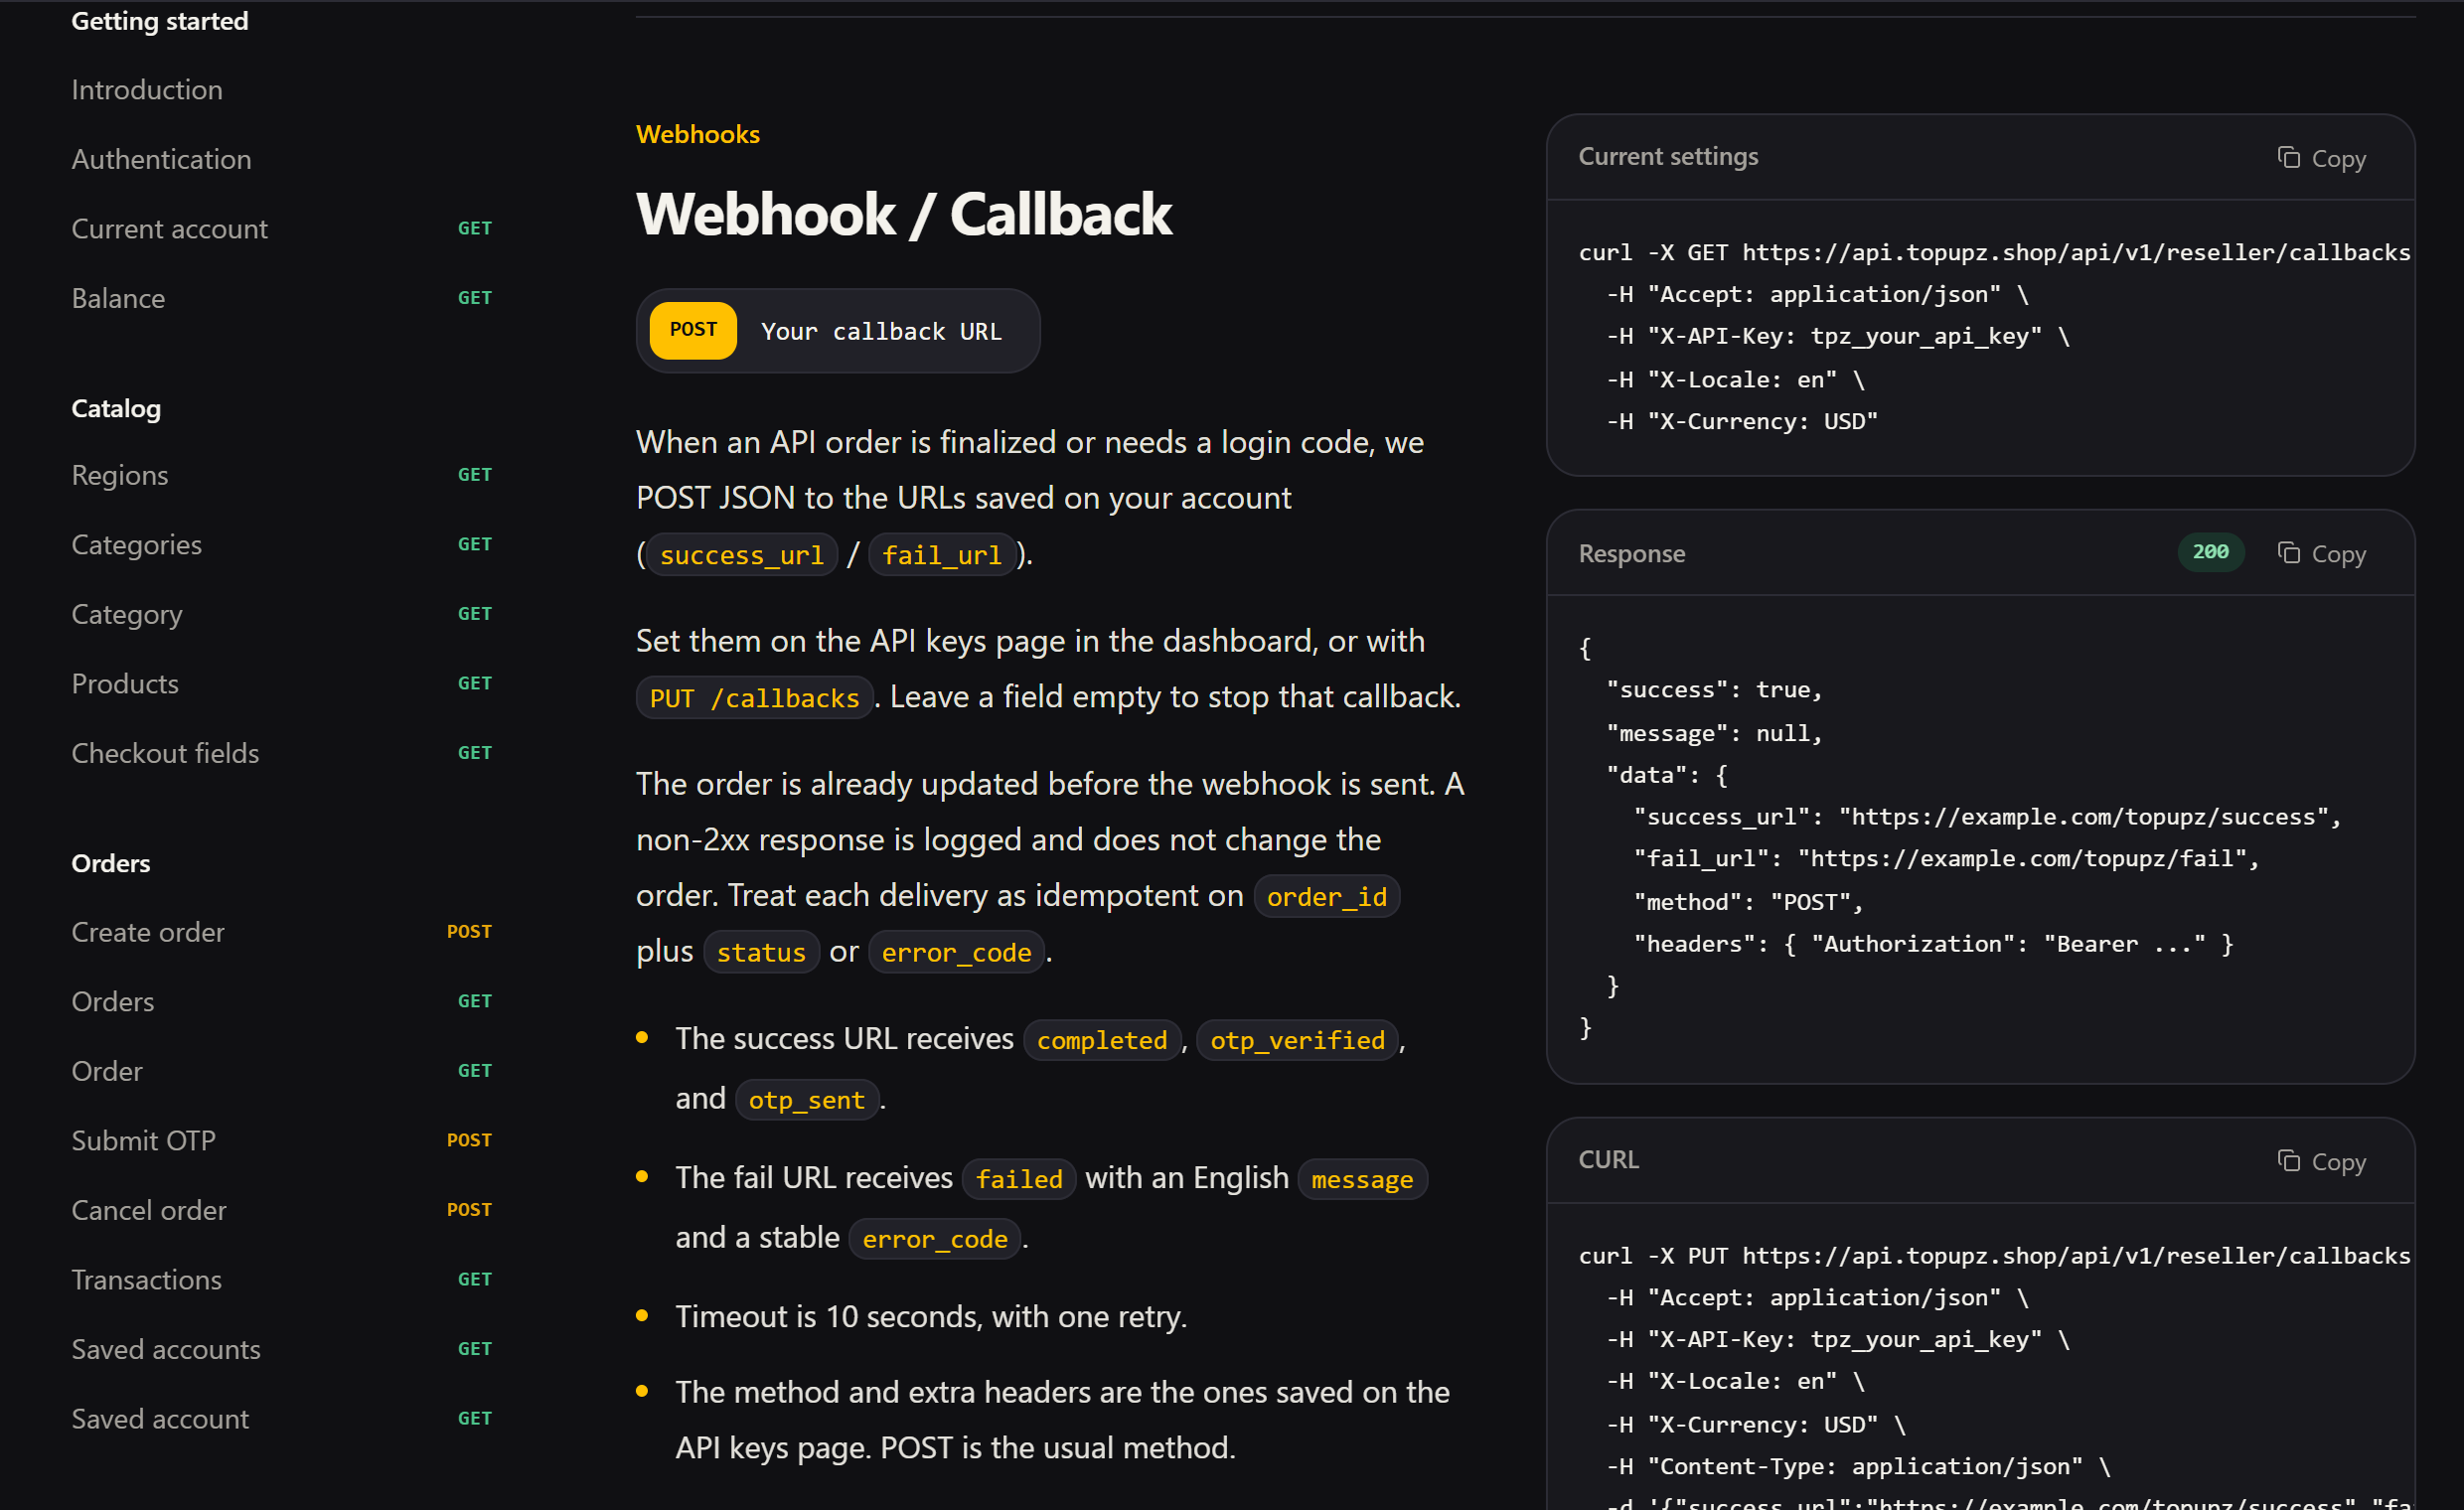 Getting started
Introduction
Authentication
Current account GET
Balance GET
Catalog
Regions GET
Categories GET
Category GET
Products GET
Checkout fields GET
Orders
Create order POST
Orders GET
Order GET
Submit OTP POST
Cancel order POST
Transactions GET
Saved accounts GET
Saved account GET
Webhooks
Webhook / Callback
POST Your callback URL
When an API order is finalized or needs a login code, we
POST JSON to the URLs saved on your account
(success_url / fail_url).
Set them on the API keys page in the dashboard, or with
PUT /callbacks. Leave a field empty to stop that callback.
The order is already updated before the webhook is sent. A
non-2xx response is logged and does not change the
order. Treat each delivery as idempotent on order_id
plus status or error_code.
• The success URL receives completed, otp_verified,
and otp_sent.
• The fail URL receives failed with an English message
and a stable error_code.
• Timeout is 10 seconds, with one retry.
• The method and extra headers are the ones saved on the
API keys page. POST is the usual method.
Current settings Copy
curl -X GET https://api.topupz.shop/api/v1/reseller/callbacks
-H "Accept: application/json" \
-H "X-API-Key: tpz_your_api_key" \
-H "X-Locale: en" \
-H "X-Currency: USD"
Response 200 Copy
{
"success": true,
"message": null,
"data": {
"success_url": "https://example.com/topupz/success",
"fail_url": "https://example.com/topupz/fail",
"method": "POST",
"headers": { "Authorization": "Bearer ..." }
}
}
CURL Copy
curl -X PUT https://api.topupz.shop/api/v1/reseller/callbacks
-H "Accept: application/json" \
-H "X-API-Key: tpz_your_api_key" \
-H "X-Locale: en" \
-H "X-Currency: USD" \
-H "Content-Type: application/json" \
-d '{"success_url":"https://example.com/topupz/success","fa